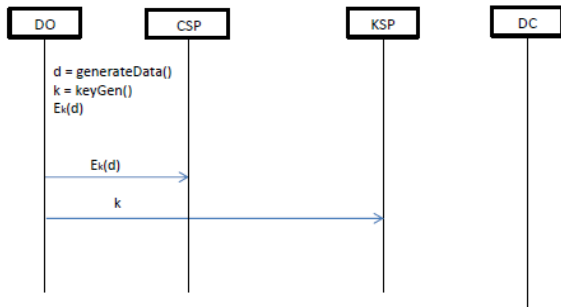 DO
CSP
KSP
DC
d = generateData()
k = keyGen()
Ek(d)
Ek(d)
k